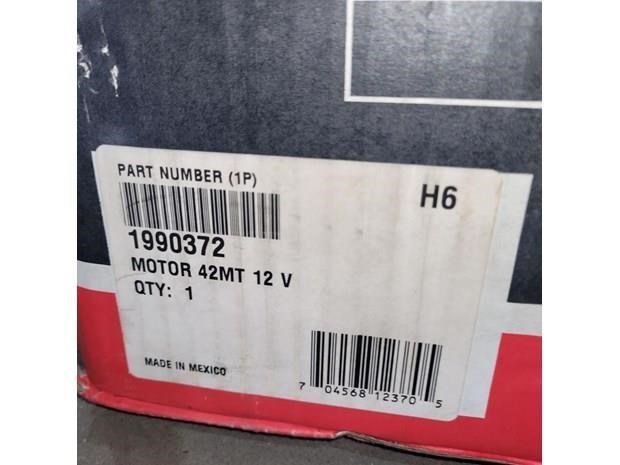 PART NUMBER (1P)
H6
1990372
MOTOR 42MT 12 V
QTY: 1
MADE IN MEXICO
7 04568 12370 5